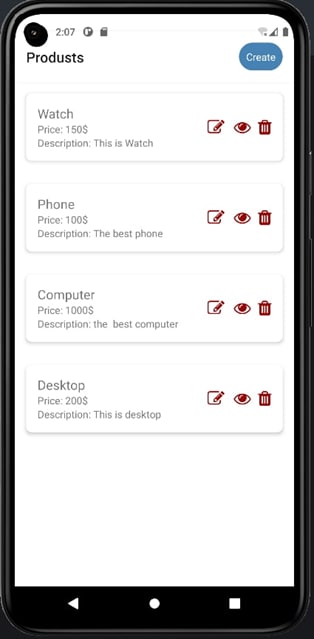 2:07
Produsts
Create
Watch
Price: 150$
Description: This is Watch
Phone
Price: 100$
Description: The best phone
Computer
Price: 1000$
Description: the  best computer
Desktop
Price: 200$
Description: This is desktop